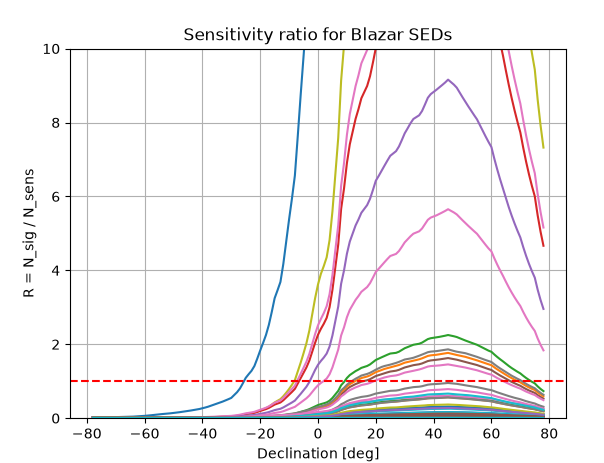 Sensitivity ratio for Blazar SEDs
R = N_sig / N_sens
10
8
6
4
2
0
−80 −60 −40 −20 0 20 40 60 80
Declination [deg]